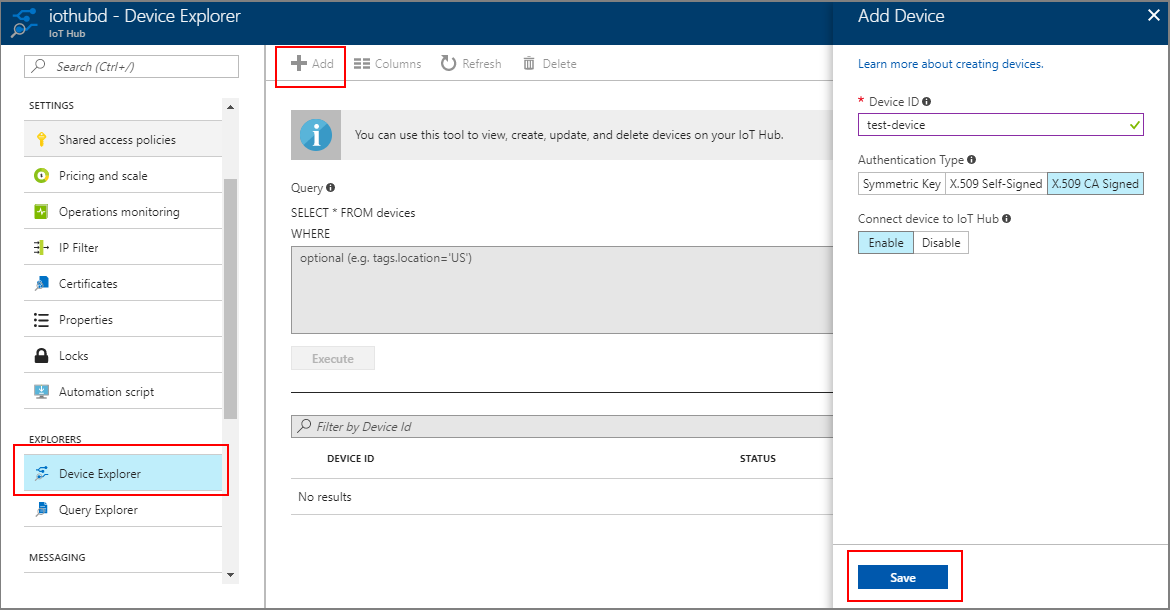 iothubd - Device Explorer
IoT Hub
Search (Ctrl+/)
SETTINGS
Shared access policies
Pricing and scale
Operations monitoring
IP Filter
Certificates
Properties
Locks
Automation script
EXPLORERS
Device Explorer
Query Explorer
MESSAGING
Add Columns Refresh Delete
You can use this tool to view, create, update, and delete devices on your IoT Hub.
Query
SELECT * FROM devices
WHERE
optional (e.g. tags.location='US')
Execute
Filter by Device Id
DEVICE ID STATUS
No results
Add Device
Learn more about creating devices.
* Device ID
test-device
Authentication Type
Symmetric Key X.509 Self-Signed X.509 CA Signed
Connect device to IoT Hub
Enable Disable
Save